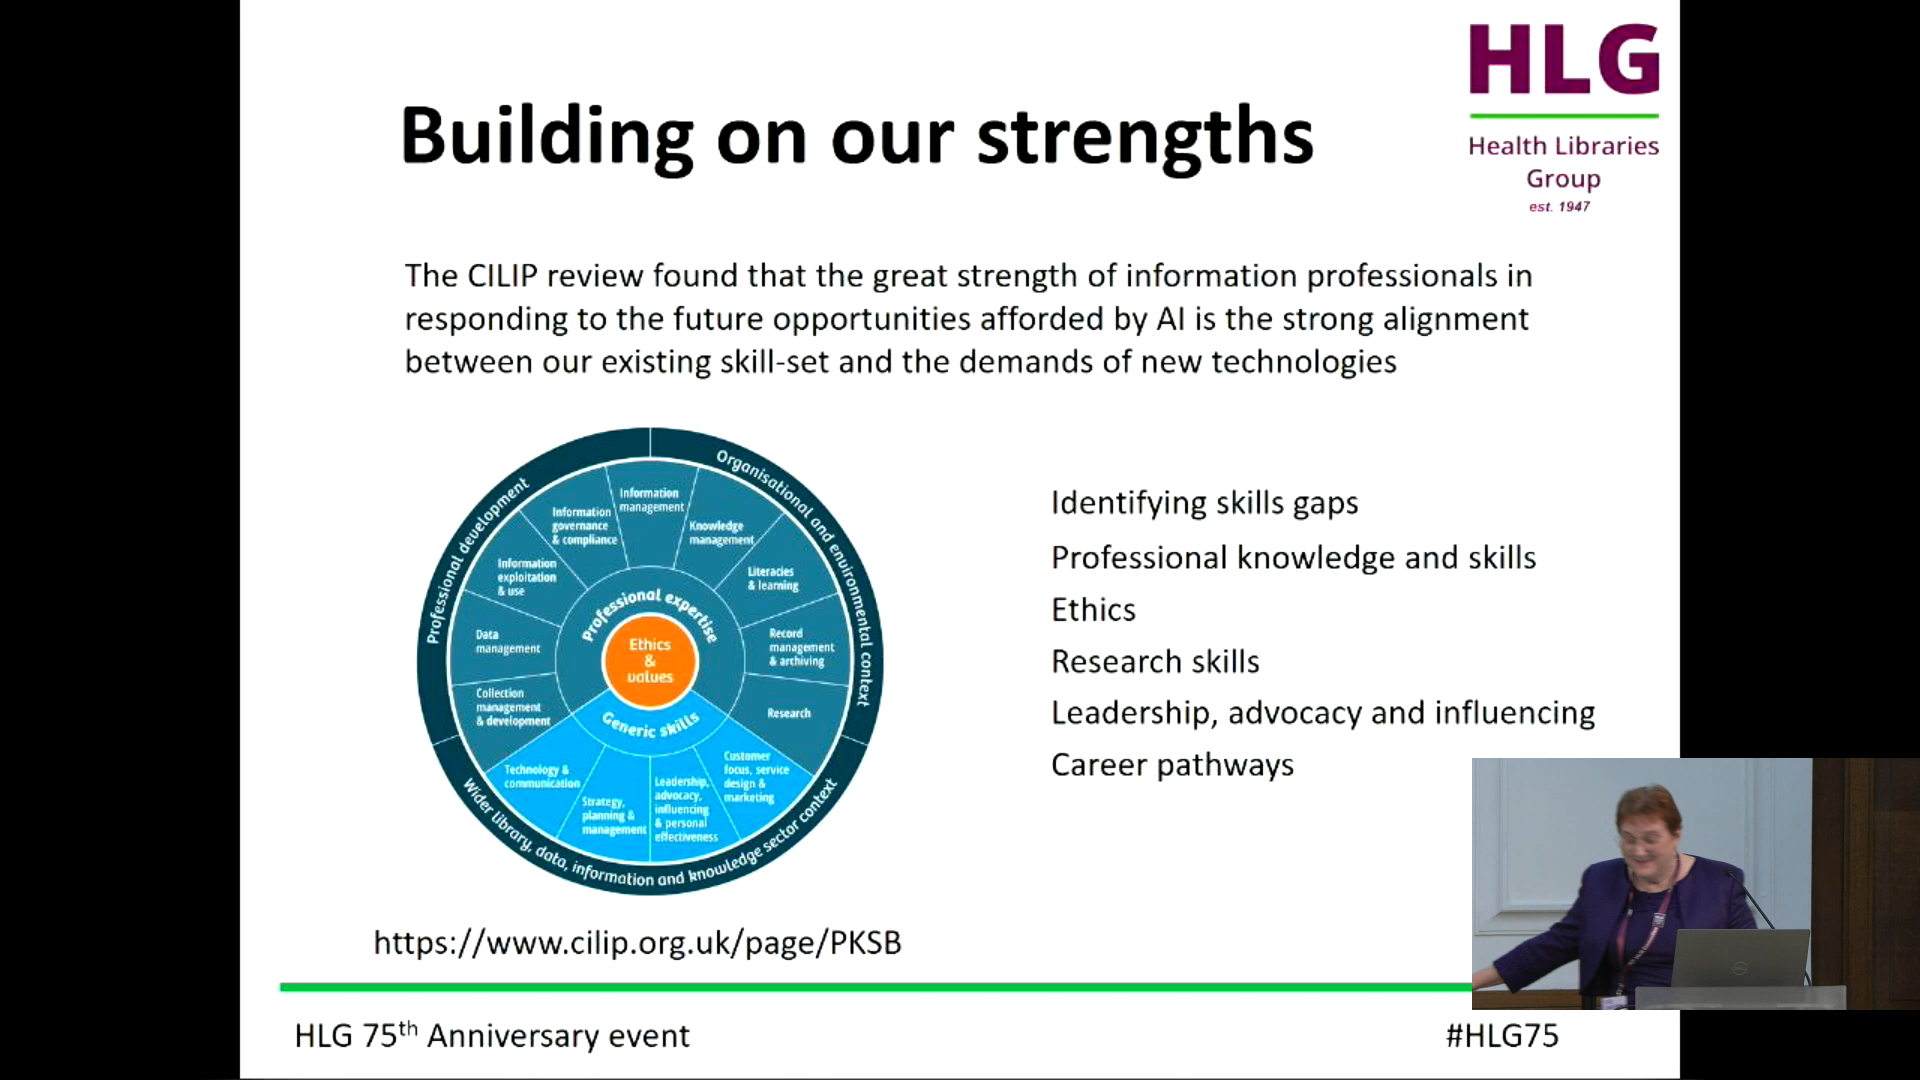 HLG
Health Libraries
Group
est. 1947
Building on our strengths
The CILIP review found that the great strength of information professionals in
responding to the future opportunities afforded by AI is the strong alignment
between our existing skill-set and the demands of new technologies
Professional development
Organisational and environmental context
Wider library, data, information and knowledge sector context
Information
management
Knowledge
management
Literacies
& learning
Record
management
& archiving
Research
Customer
focus, service
design &
marketing
Leadership,
advocacy,
influencing
& personal
effectiveness
Strategy,
planning &
management
Technology &
communication
Collection
management
& development
Data
management
Information
exploitation
& use
Information
governance
& compliance
Professional expertise
Ethics
&
values
Generic skills
Identifying skills gaps
Professional knowledge and skills
Ethics
Research skills
Leadership, advocacy and influencing
Career pathways
https://www.cilip.org.uk/page/PKSB
HLG 75th Anniversary event
#HLG75